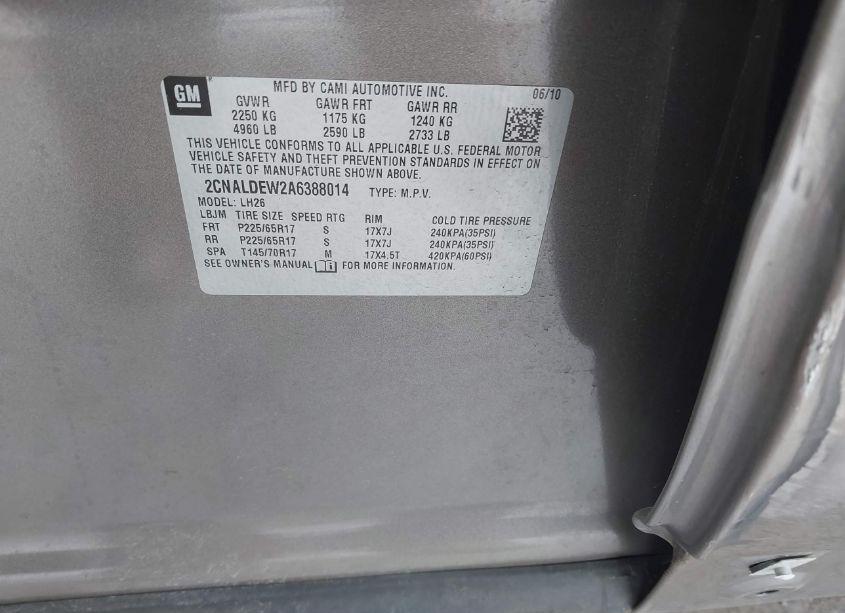 GM
MFD BY CAMI AUTOMOTIVE INC. 06/10
GVWR GAWR FRT GAWR RR
2250 KG 1175 KG 1240 KG
4960 LB 2590 LB 2733 LB
THIS VEHICLE CONFORMS TO ALL APPLICABLE U.S. FEDERAL MOTOR
VEHICLE SAFETY AND THEFT PREVENTION STANDARDS IN EFFECT ON
THE DATE OF MANUFACTURE SHOWN ABOVE.
2CNALDEW2A6388014 TYPE: M.P.V.
MODEL: LH26
LBJM TIRE SIZE SPEED RTG RIM COLD TIRE PRESSURE
FRT P225/65R17 S 17X7J 240KPA(35PSI)
RR P225/65R17 S 17X7J 240KPA(35PSI)
SPA T145/70R17 M 17X4.5T 420KPA(60PSI)
SEE OWNER'S MANUAL FOR MORE INFORMATION.